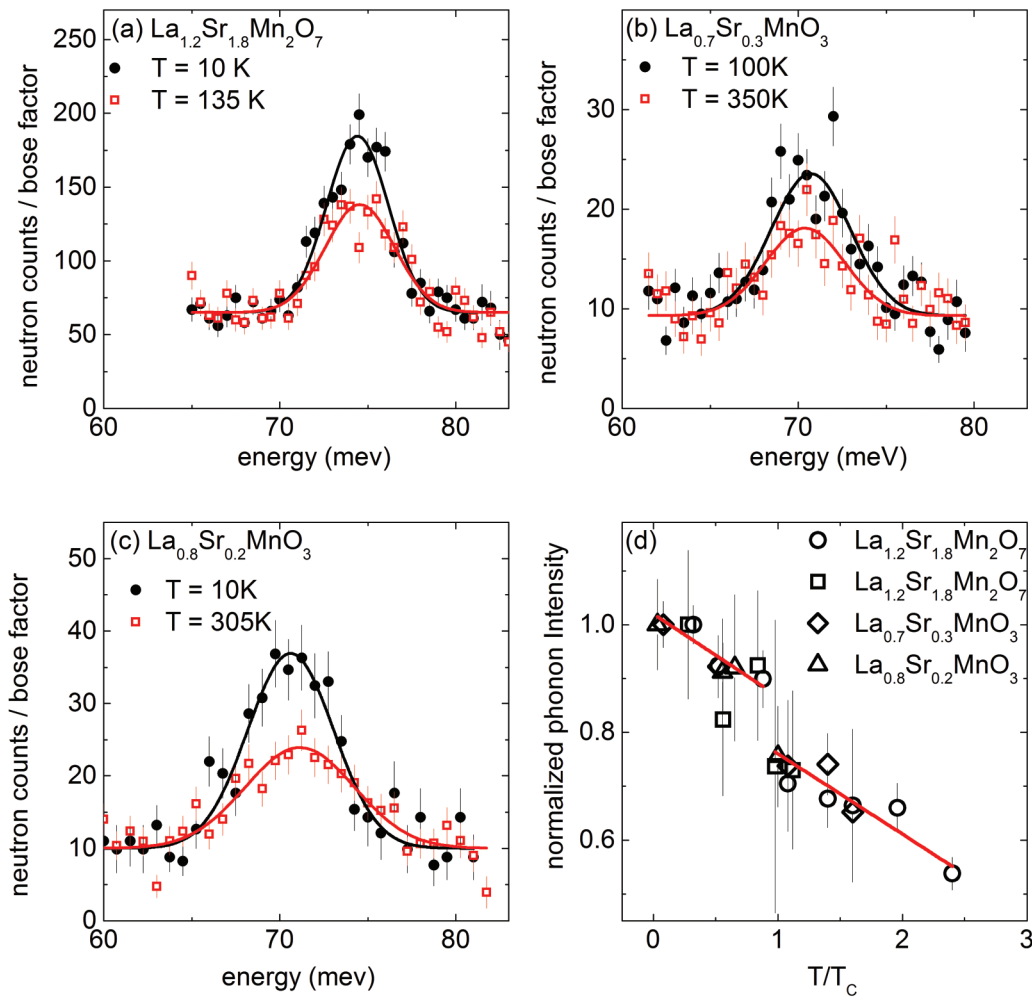 (a) La1.2Sr1.8Mn2O7
T = 10 K
T = 135 K
neutron counts / bose factor
250
200
150
100
50
0
60
70
80
energy (mev)
(b) La0.7Sr0.3MnO3
T = 100K
T = 350K
neutron counts / bose factor
30
20
10
0
60
70
80
energy (meV)
(c) La0.8Sr0.2MnO3
T = 10K
T = 305K
neutron counts / bose factor
50
40
30
20
10
0
60
70
80
energy (mev)
(d)
La1.2Sr1.8Mn2O7
La1.2Sr1.8Mn2O7
La0.7Sr0.3MnO3
La0.8Sr0.2MnO3
normalized phonon Intensity
1.0
0.8
0.6
0
1
2
3
T/TC